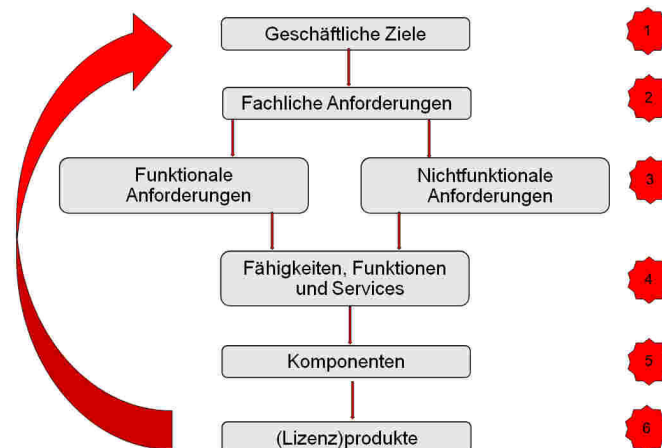 Geschäftliche Ziele
1
Fachliche Anforderungen
2
Funktionale
Anforderungen
Nichtfunktionale
Anforderungen
3
Fähigkeiten, Funktionen
und Services
4
Komponenten
5
(Lizenz)produkte
6